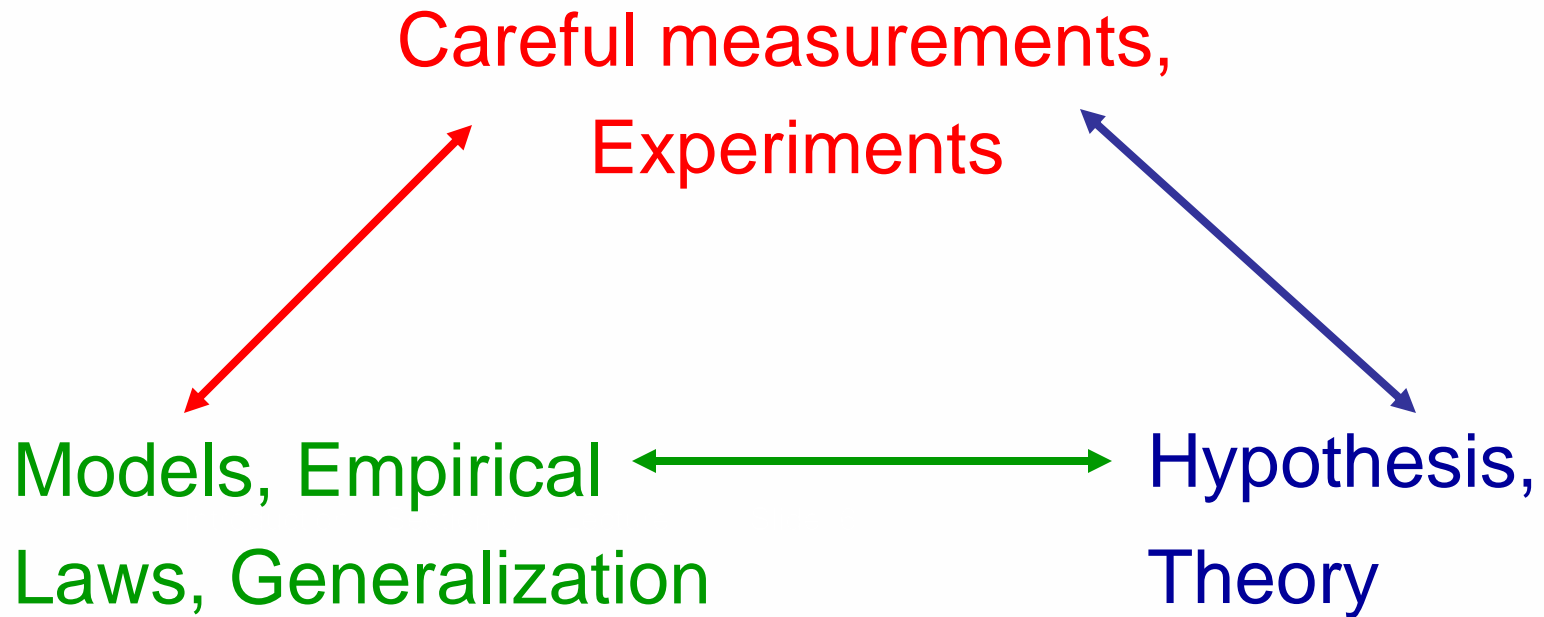 Careful measurements,
Experiments
Models, Empirical
Laws, Generalization
Hypothesis,
Theory